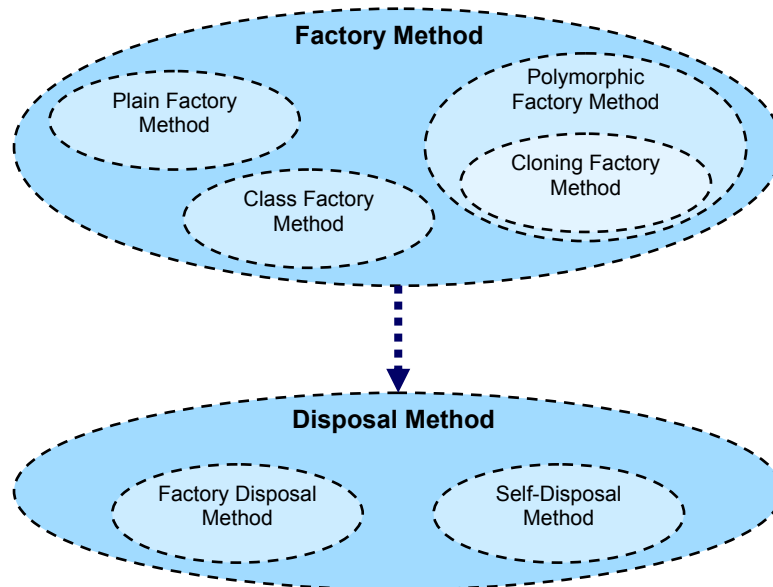 Factory Method
Plain Factory
Method
Polymorphic
Factory Method
Cloning Factory
Method
Class Factory
Method
Disposal Method
Factory Disposal
Method
Self-Disposal
Method